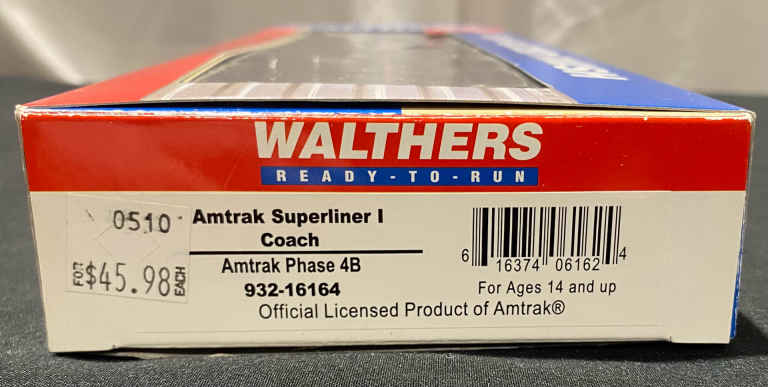 WALTHERS
READY-TO-RUN
0510
FOR $45.98 EACH
Amtrak Superliner I
Coach
Amtrak Phase 4B
932-16164
Official Licensed Product of Amtrak®
6 16374 06162 4
For Ages 14 and up